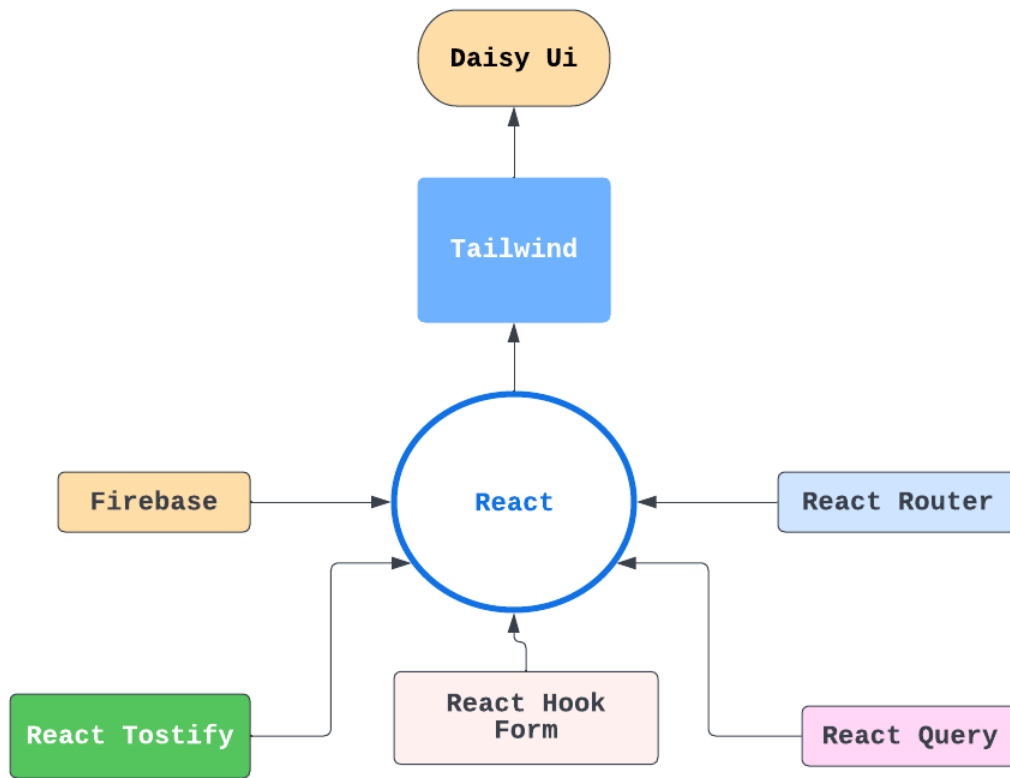 Daisy Ui
Tailwind
Firebase
React
React Router
React Tostify
React Hook
Form
React Query